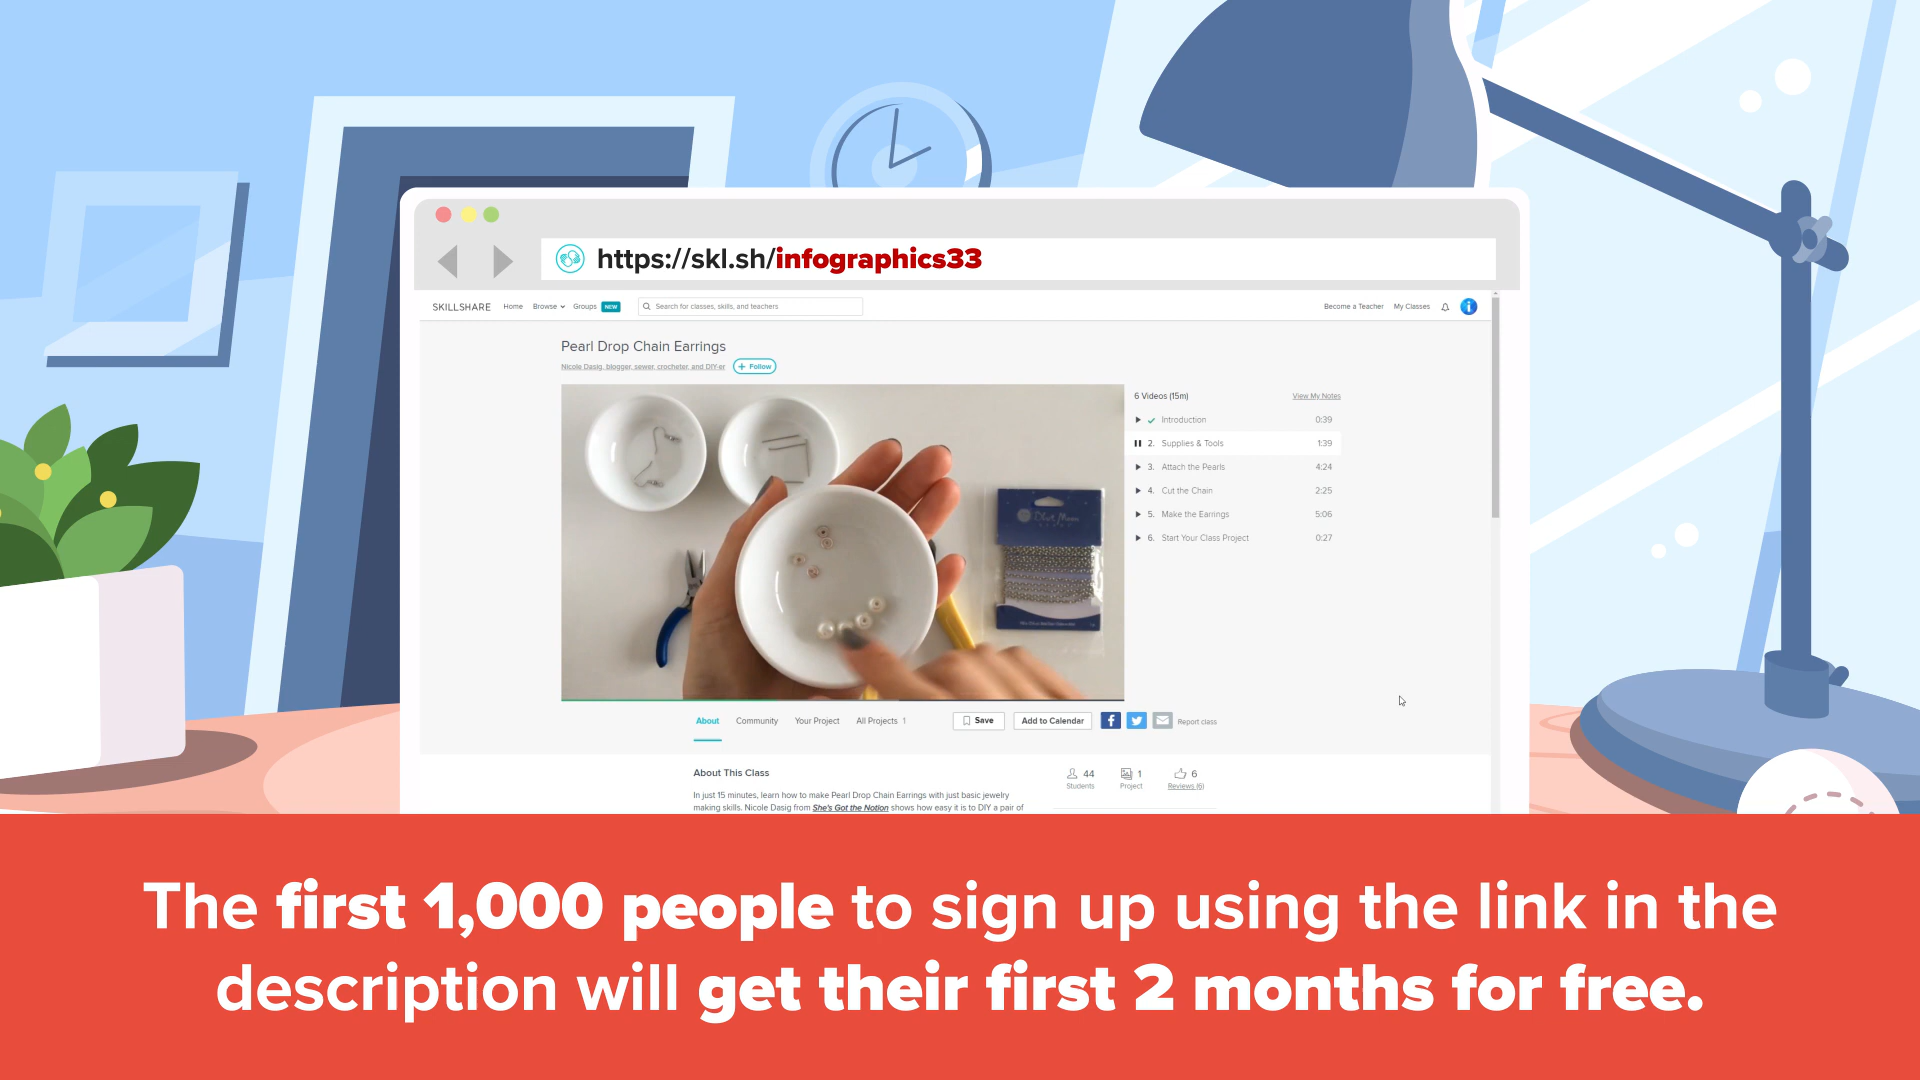 https://skl.sh/infographics33
SKILLSHARE Home Browse Groups NEW Search for classes, skills, and teachers Become a Teacher My Classes
Pearl Drop Chain Earrings
Nicole Dasig, blogger, sewer, crocheter, and DIY-er + Follow
6 Videos (15m) View My Notes
Introduction 0:39
2. Supplies & Tools 1:39
3. Attach the Pearls 4:24
4. Cut the Chain 2:25
5. Make the Earrings 5:06
6. Start Your Class Project 0:27
Blue Moon
About Community Your Project All Projects 1 Save Add to Calendar Report class
About This Class
44 1 6
Students Project Reviews (6)
In just 15 minutes, learn how to make Pearl Drop Chain Earrings with just basic jewelry
making skills. Nicole Dasig from She's Got the Notion shows how easy it is to DIY a pair of
The first 1,000 people to sign up using the link in the
description will get their first 2 months for free.